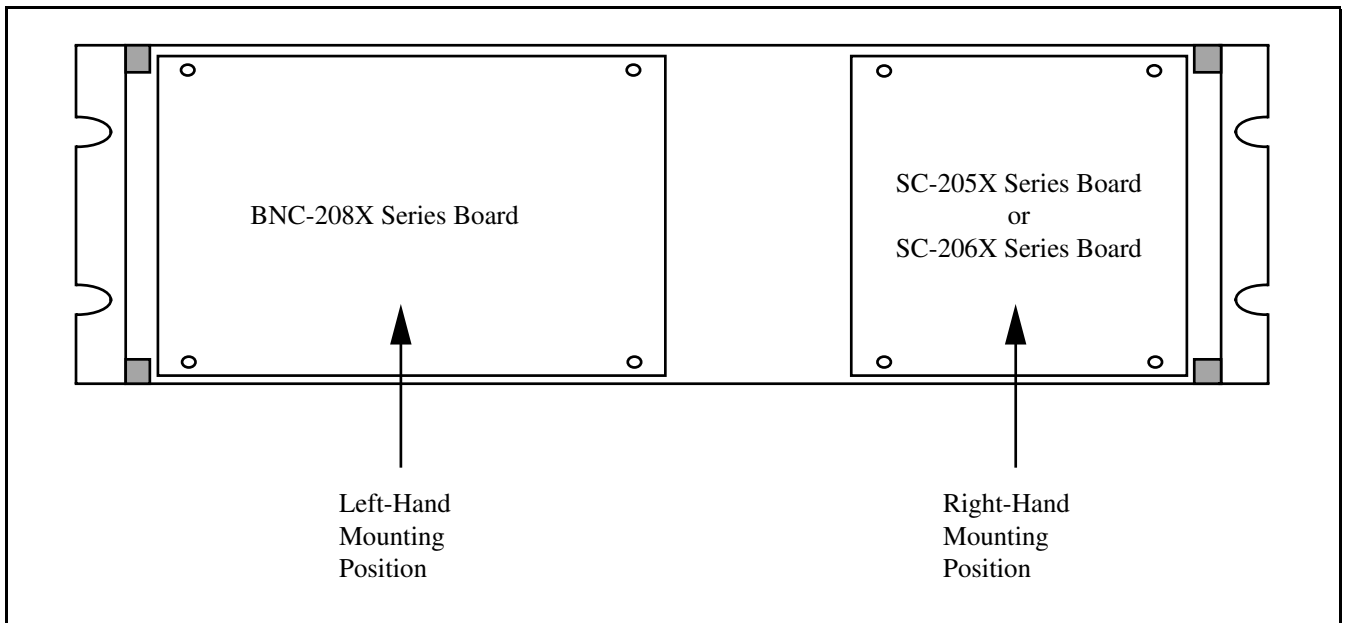 BNC-208X Series Board
SC-205X Series Board
or
SC-206X Series Board
Left-Hand
Mounting
Position
Right-Hand
Mounting
Position